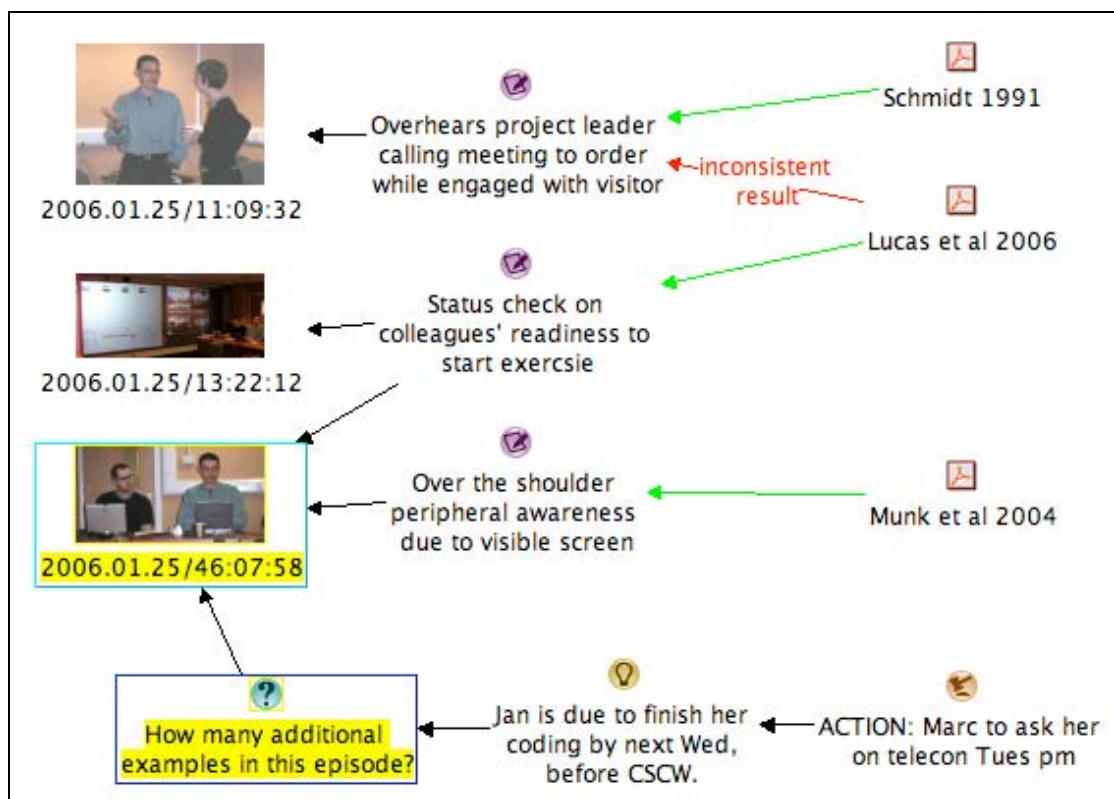 Schmidt 1991
Overhears project leader
calling meeting to order
while engaged with visitor
inconsistent
result
2006.01.25/11:09:32
Lucas et al 2006
Status check on
colleagues' readiness to
start exercsie
2006.01.25/13:22:12
Over the shoulder
peripheral awareness
due to visible screen
Munk et al 2004
2006.01.25/46:07:58
?
How many additional
examples in this episode?
Jan is due to finish her
coding by next Wed,
before CSCW.
ACTION: Marc to ask her
on telecon Tues pm